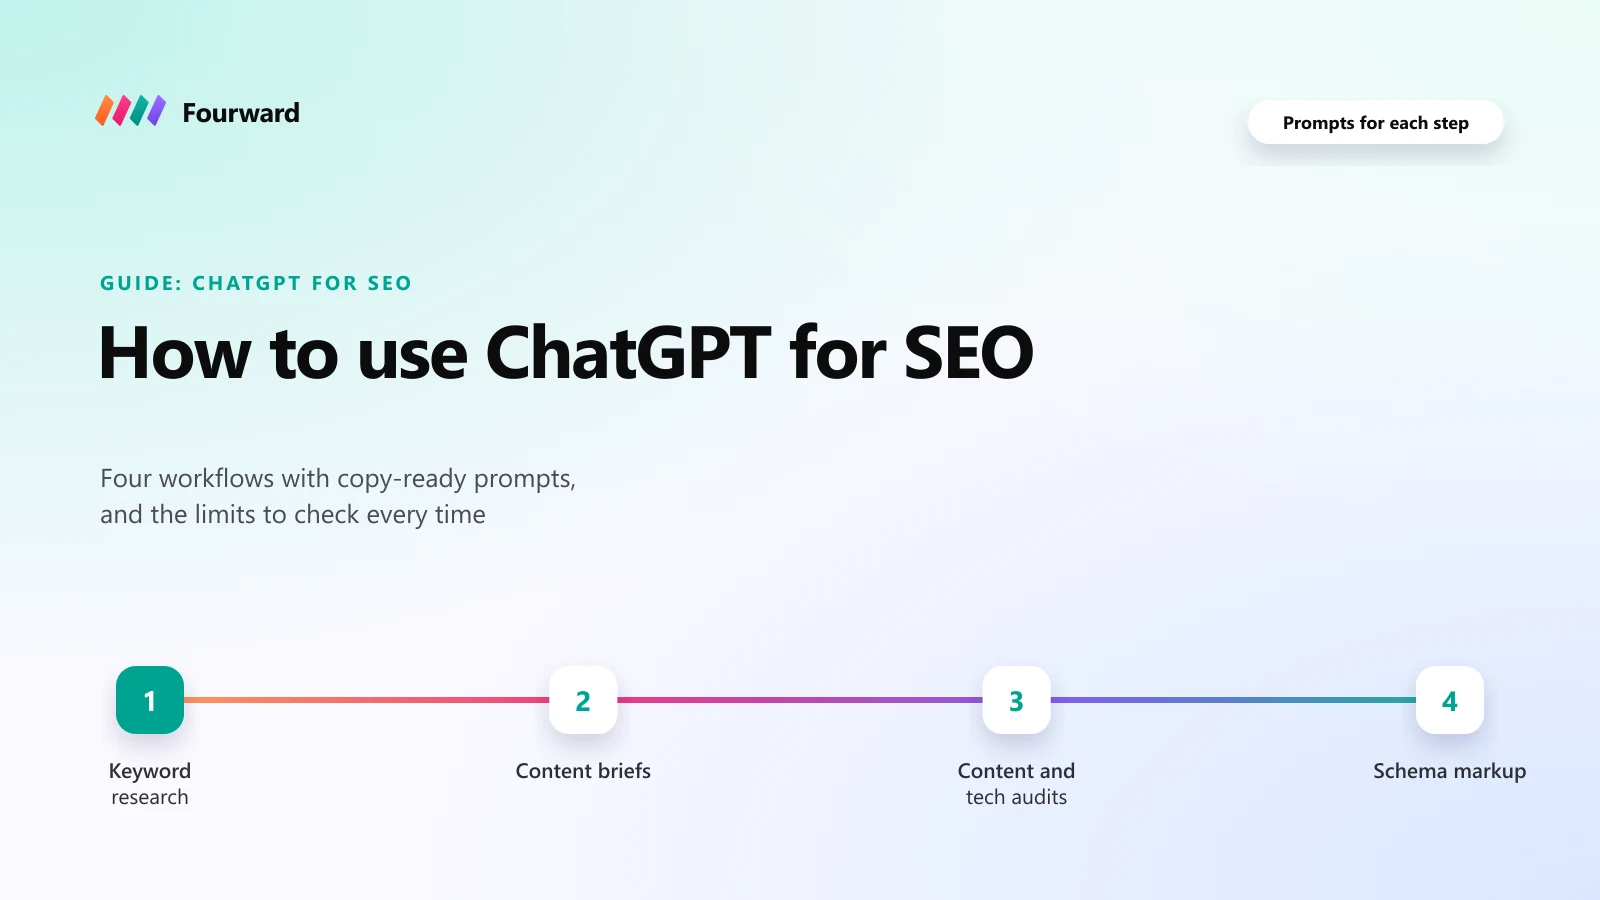 Fourward
Prompts for each step
GUIDE: CHATGPT FOR SEO
How to use ChatGPT for SEO
Four workflows with copy-ready prompts,
and the limits to check every time
1
2
3
4
Keyword
research
Content briefs
Content and
tech audits
Schema markup